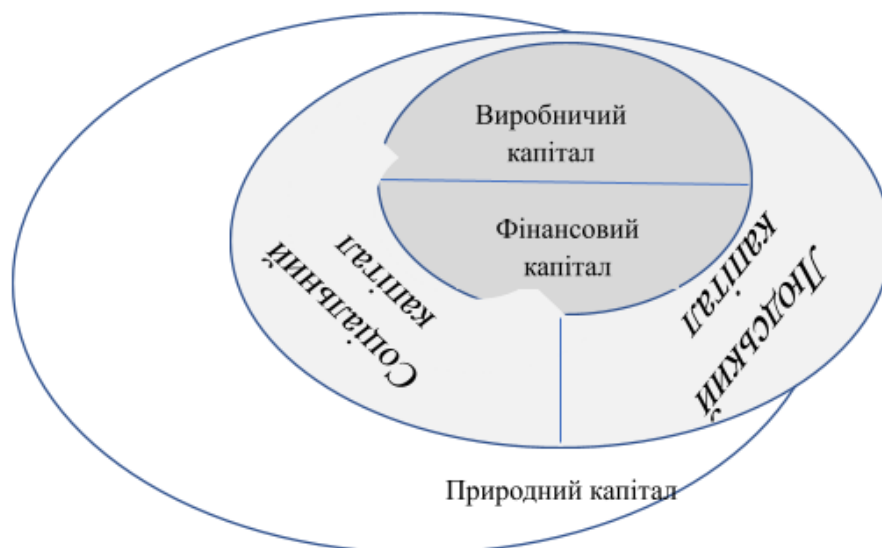 Виробничий
капітал
Фінансовий
капітал
Соціальний
капітал
Людський
капітал
Природний капітал